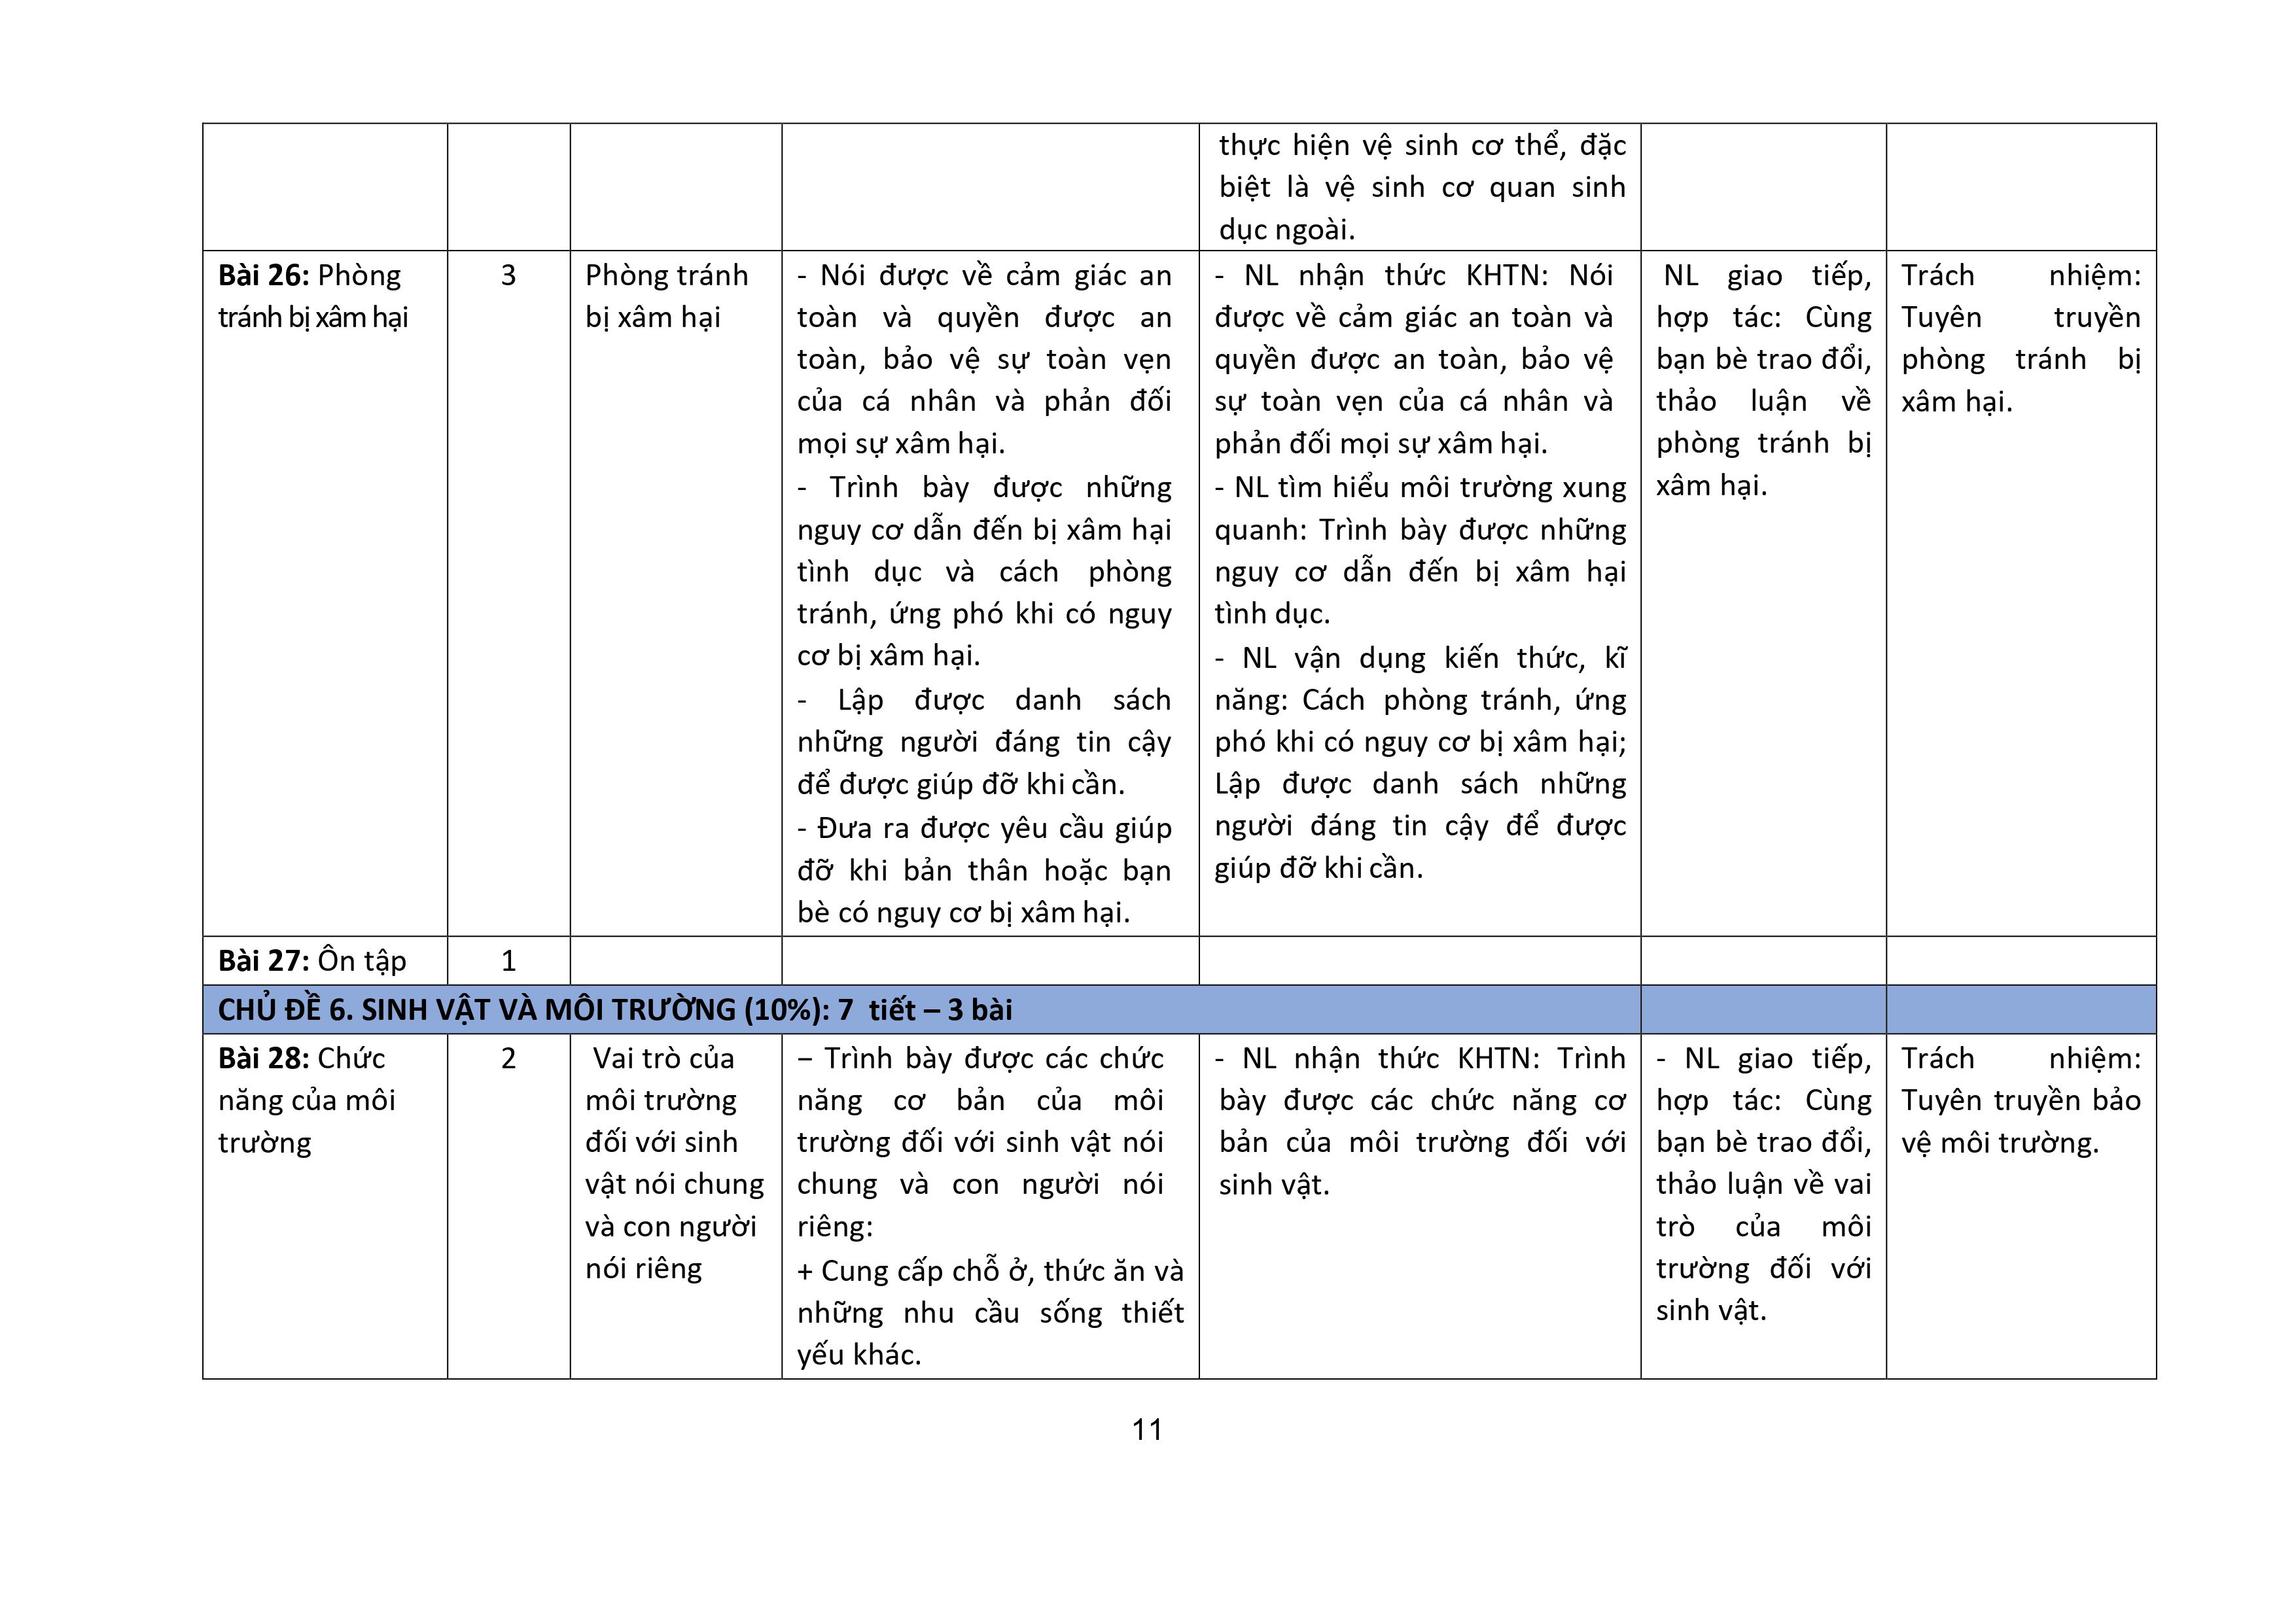 thực hiện vệ sinh cơ thể, đặc
biệt là vệ sinh cơ quan sinh
dục ngoài.
Bài 26: Phòng
tránh bị xâm hại
3
Phòng tránh
bị xâm hại
- Nói được về cảm giác an
toàn và quyền được an
toàn, bảo vệ sự toàn vẹn
của cá nhân và phản đối
mọi sự xâm hại.
- Trình bày được những
nguy cơ dẫn đến bị xâm hại
tình dục và cách phòng
tránh, ứng phó khi có nguy
cơ bị xâm hại.
- Lập được danh sách
những người đáng tin cậy
để được giúp đỡ khi cần.
- Đưa ra được yêu cầu giúp
đỡ khi bản thân hoặc bạn
bè có nguy cơ bị xâm hại.
- NL nhận thức KHTN: Nói
được về cảm giác an toàn và
quyền được an toàn, bảo vệ
sự toàn vẹn của cá nhân và
phản đối mọi sự xâm hại.
- NL tìm hiểu môi trường xung
quanh: Trình bày được những
nguy cơ dẫn đến bị xâm hại
tình dục.
- NL vận dụng kiến thức, kĩ
năng: Cách phòng tránh, ứng
phó khi có nguy cơ bị xâm hại;
Lập được danh sách những
người đáng tin cậy để được
giúp đỡ khi cần.
NL giao tiếp,
hợp tác: Cùng
bạn bè trao đổi,
thảo luận về
phòng tránh bị
xâm hại.
Trách nhiệm:
Tuyên truyền
phòng tránh bị
xâm hại.
Bài 27: Ôn tập
1
CHỦ ĐỀ 6. SINH VẬT VÀ MÔI TRƯỜNG (10%): 7 tiết – 3 bài
Bài 28: Chức
năng của môi
trường
2
Vai trò của
môi trường
đối với sinh
vật nói chung
và con người
nói riêng
– Trình bày được các chức
năng cơ bản của môi
trường đối với sinh vật nói
chung và con người nói
riêng:
+ Cung cấp chỗ ở, thức ăn và
những nhu cầu sống thiết
yếu khác.
- NL nhận thức KHTN: Trình
bày được các chức năng cơ
bản của môi trường đối với
sinh vật.
- NL giao tiếp,
hợp tác: Cùng
bạn bè trao đổi,
thảo luận về vai
trò của môi
trường đối với
sinh vật.
Trách nhiệm:
Tuyên truyền bảo
vệ môi trường.
11